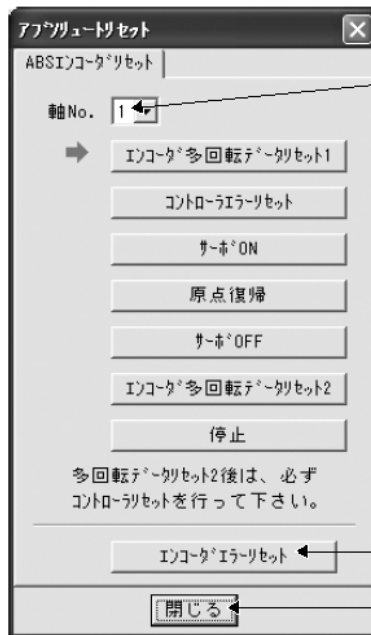 アブソリュートリセット
ABSエンコーダリセット
軸No. 1
エンコーダ多回転データリセット1
コントローラエラーリセット
サーボON
原点復帰
サーボOFF
エンコーダ多回転データリセット2
停止
多回転データリセット2後は、必ず
コントローラリセットを行って下さい。
エンコーダエラーリセット
閉じる